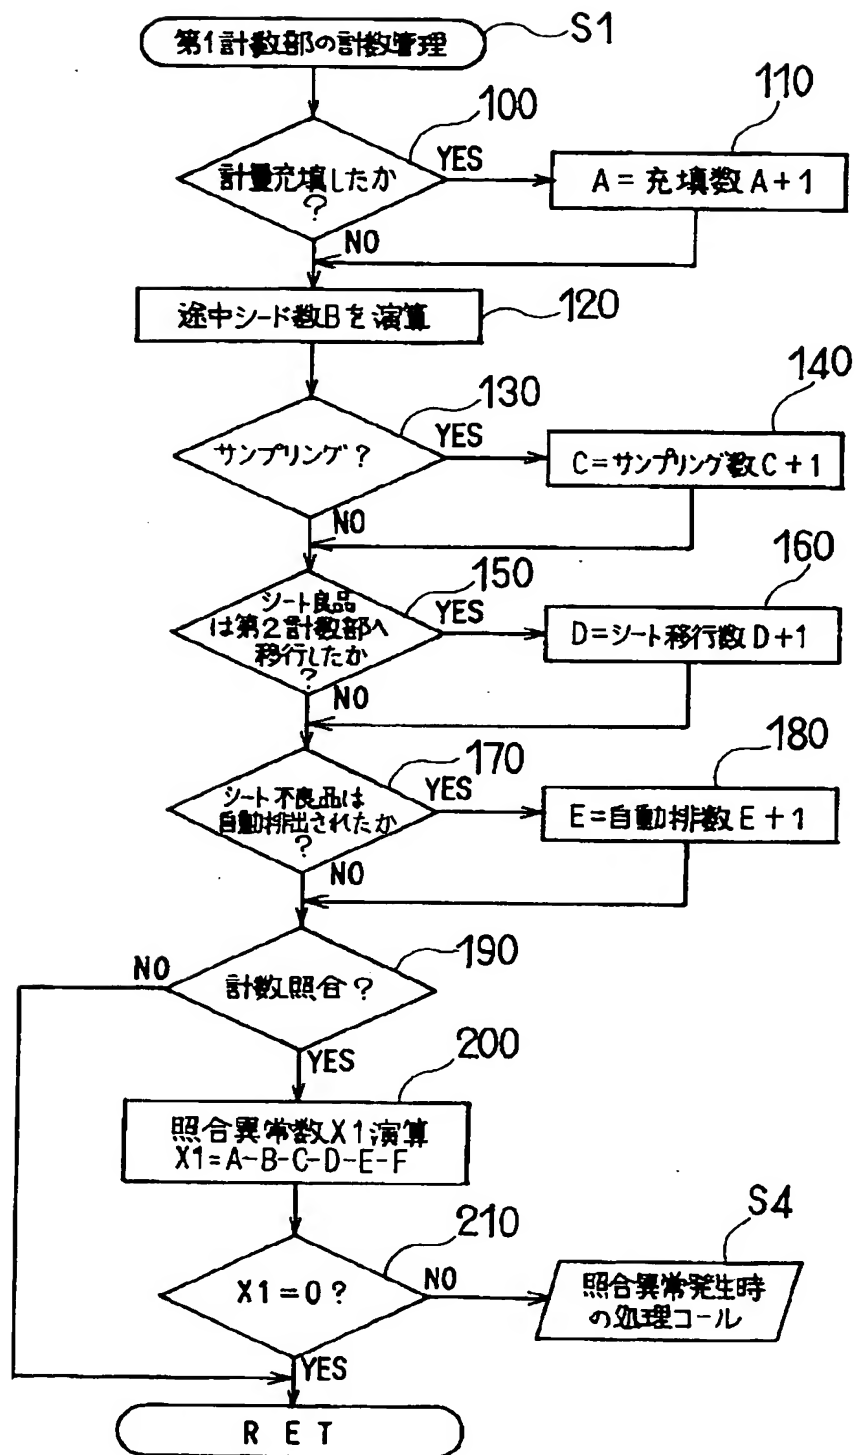 第1計数部の計数管理
S1
100
110
計量充填したか
?
YES
A=充填数A+1
NO
途中シード数Bを演算
120
130
140
サンプリング?
YES
C=サンプリング数C+1
NO
150
160
シート良品
は第2計数部へ
移行したか
?
YES
D=シート移行数D+1
NO
170
180
シート不良品は
自動排出されたか
?
YES
E=自動排数E+1
NO
190
計数照合?
NO
YES
200
照合異常数X1演算
X1=A-B-C-D-E-F
210
S4
X1=0?
NO
照合異常発生時
の処理コール
YES
RET